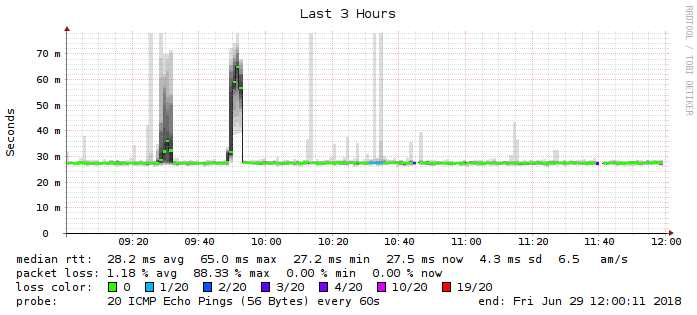 Last 3 Hours
RRDTOOL / TOBI OETIKER
Seconds
70 m
60 m
50 m
40 m
30 m
20 m
10 m
0
09:20 09:40 10:00 10:20 10:40 11:00 11:20 11:40 12:00
median rtt: 28.2 ms avg 65.0 ms max 27.2 ms min 27.5 ms now 4.3 ms sd 6.5 am/s
packet loss: 1.18 % avg 88.33 % max 0.00 % min 0.00 % now
loss color: 0 1/20 2/20 3/20 4/20 10/20 19/20
probe: 20 ICMP Echo Pings (56 Bytes) every 60s end: Fri Jun 29 12:00:11 2018